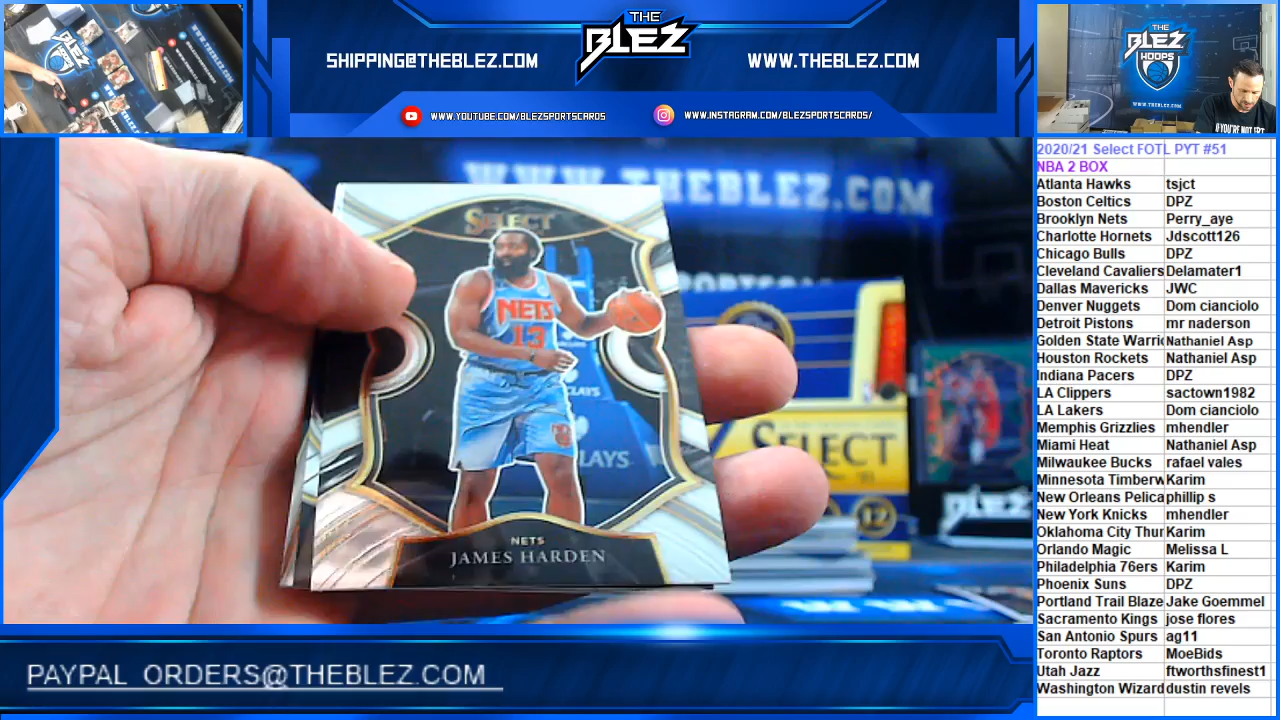 THE
BLEZ
SHIPPING@THEBLEZ.COM
WWW.THEBLEZ.COM
WWW.YOUTUBE.COM/BLEZSPORTSCARDS
WWW.INSTAGRAM.COM/BLEZSPORTSCARDS/
THE
BLEZ
HOOPS
WWW.THEBLEZ.COM
WWW.THEBLEZ.COM
SELECT
NETS
13
CLAYS
LAYS
NETS
JAMES HARDEN
SELECT
12
BLEZ
PAYPAL ORDERS@THEBLEZ.COM
2020/21 Select FOTL PYT #51
NBA 2 BOX
Atlanta Hawks tsjct
Boston Celtics DPZ
Brooklyn Nets Perry_aye
Charlotte Hornets Jdscott126
Chicago Bulls DPZ
Cleveland Cavaliers Delamater1
Dallas Mavericks JWC
Denver Nuggets Dom cianciolo
Detroit Pistons mr naderson
Golden State Warric Nathaniel Asp
Houston Rockets Nathaniel Asp
Indiana Pacers DPZ
LA Clippers sactown1982
LA Lakers Dom cianciolo
Memphis Grizzlies mhendler
Miami Heat Nathaniel Asp
Milwaukee Bucks rafael vales
Minnesota Timberw Karim
New Orleans Pelica phillip s
New York Knicks mhendler
Oklahoma City Thur Karim
Orlando Magic Melissa L
Philadelphia 76ers Karim
Phoenix Suns DPZ
Portland Trail Blaze Jake Goemmel
Sacramento Kings jose flores
San Antonio Spurs ag11
Toronto Raptors MoeBids
Utah Jazz ftworthsfinest1
Washington Wizard dustin revels